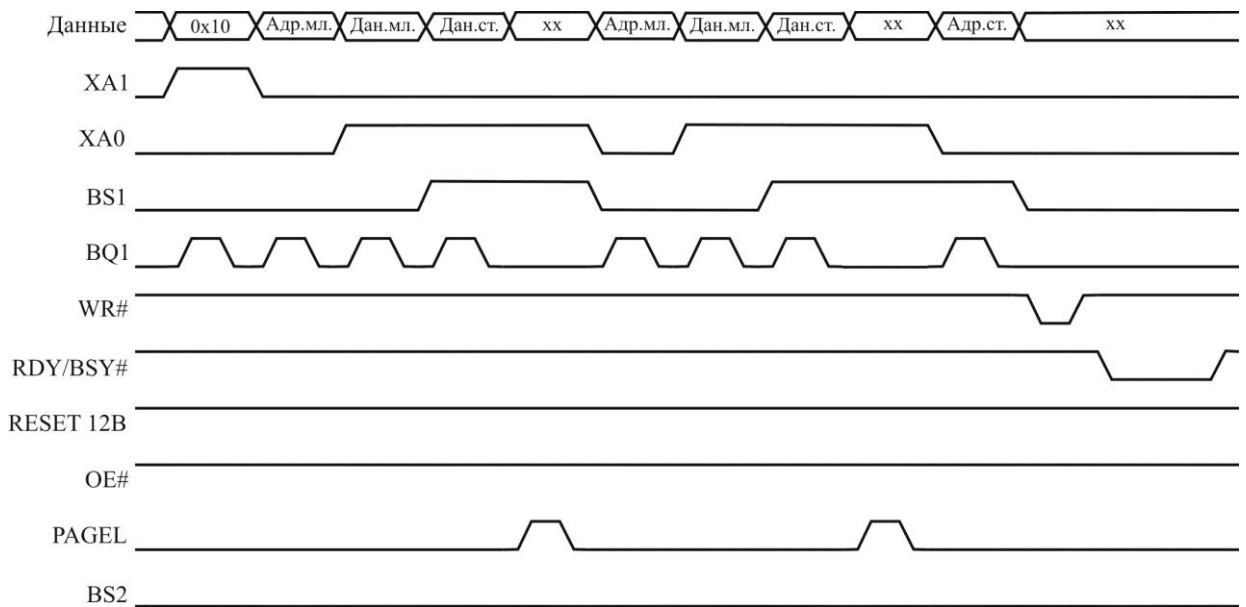 Данные 0x10 Адр.мл. Дан.мл. Дан.ст. xx Адр.мл. Дан.мл. Дан.ст. xx Адр.ст. xx
XA1
XA0
BS1
BQ1
WR#
RDY/BSY#
RESET 12В
OE#
PAGEL
BS2